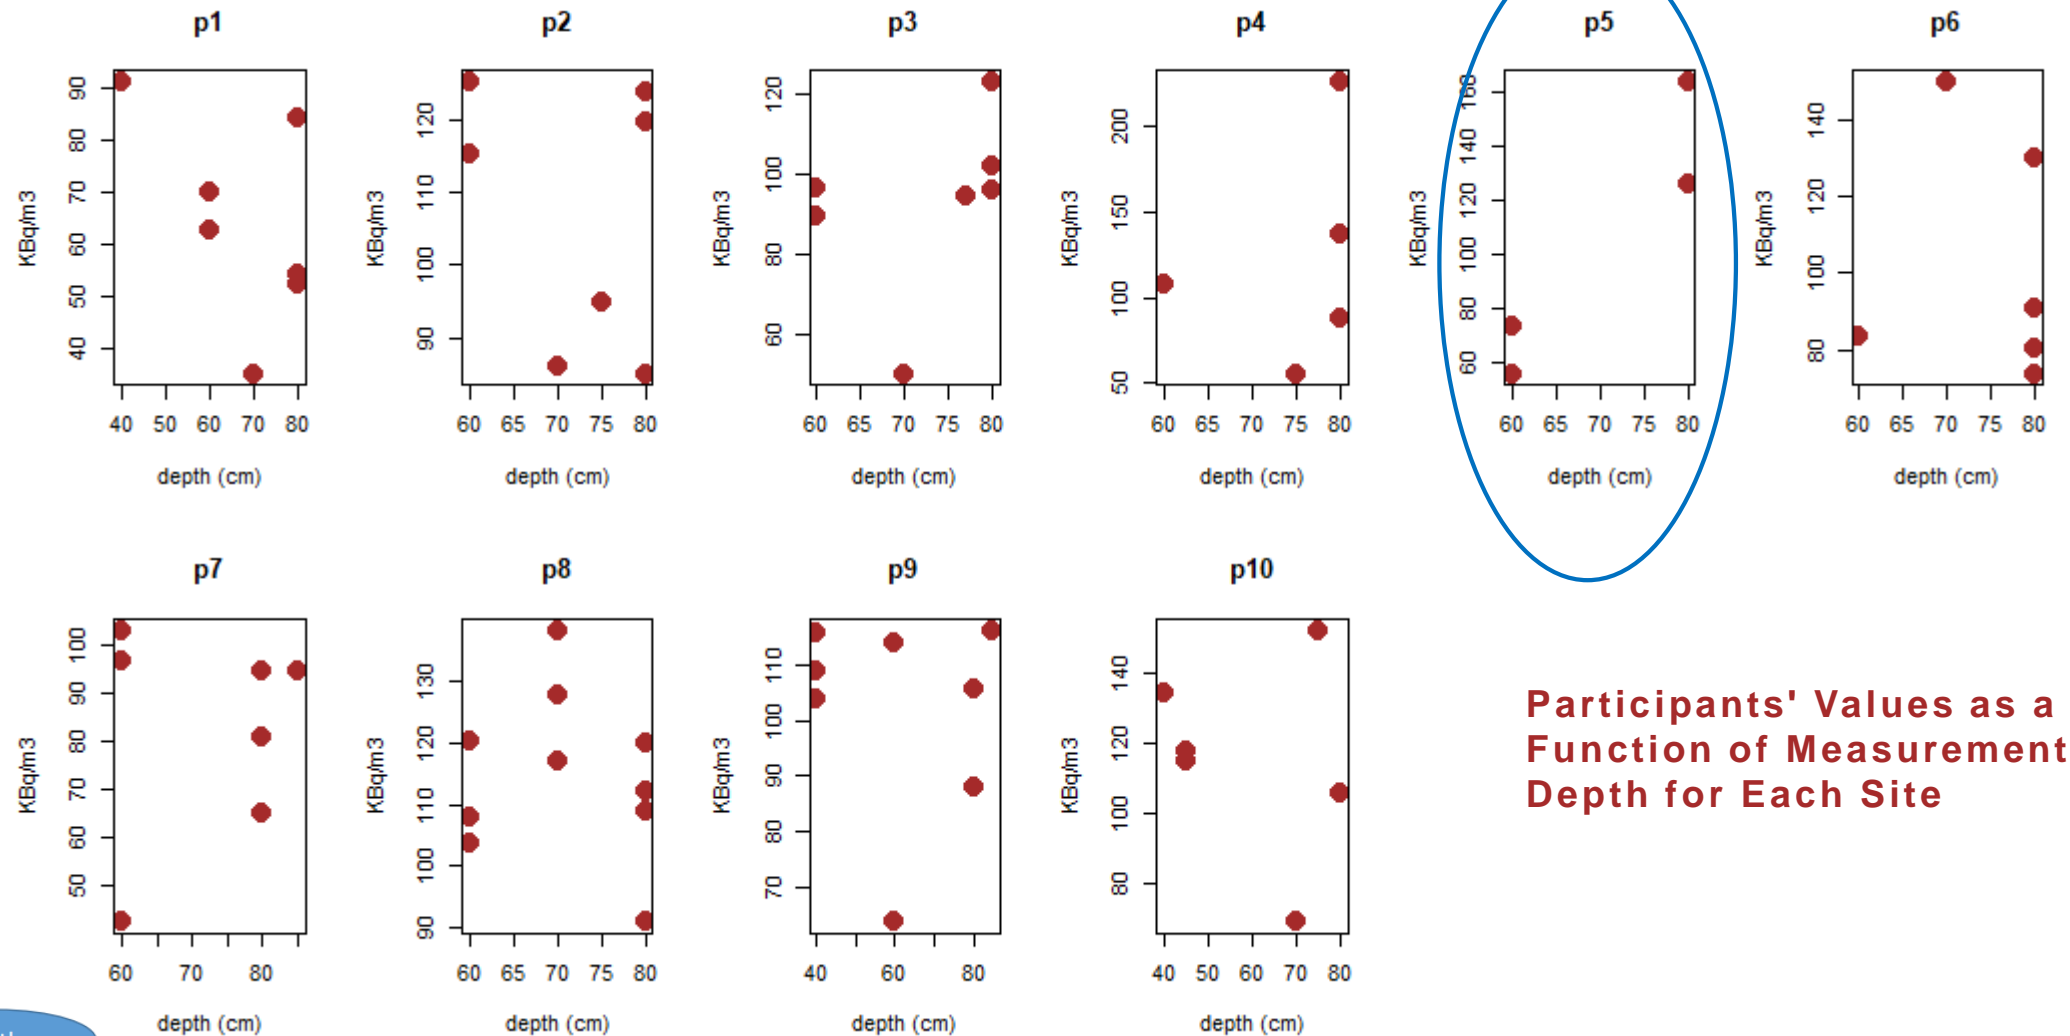 p1
p2
p3
p4
p5
p6
KBq/m3
40 50 60 70 80 90
40 50 60 70 80
depth (cm)
KBq/m3
90 100 110 120
60 65 70 75 80
depth (cm)
KBq/m3
60 80 100 120
60 65 70 75 80
depth (cm)
KBq/m3
50 100 150 200
60 65 70 75 80
depth (cm)
KBq/m3
60 80 100 120 140 160
60 65 70 75 80
depth (cm)
KBq/m3
80 100 120 140
60 65 70 75 80
depth (cm)
p7
p8
p9
p10
KBq/m3
50 60 70 80 90 100
60 70 80
depth (cm)
KBq/m3
90 100 110 120 130
60 65 70 75 80
depth (cm)
KBq/m3
70 80 90 100 110
40 60 80
depth (cm)
KBq/m3
80 100 120 140
40 50 60 70 80
depth (cm)
Participants' Values as a
Function of Measurement
Depth for Each Site